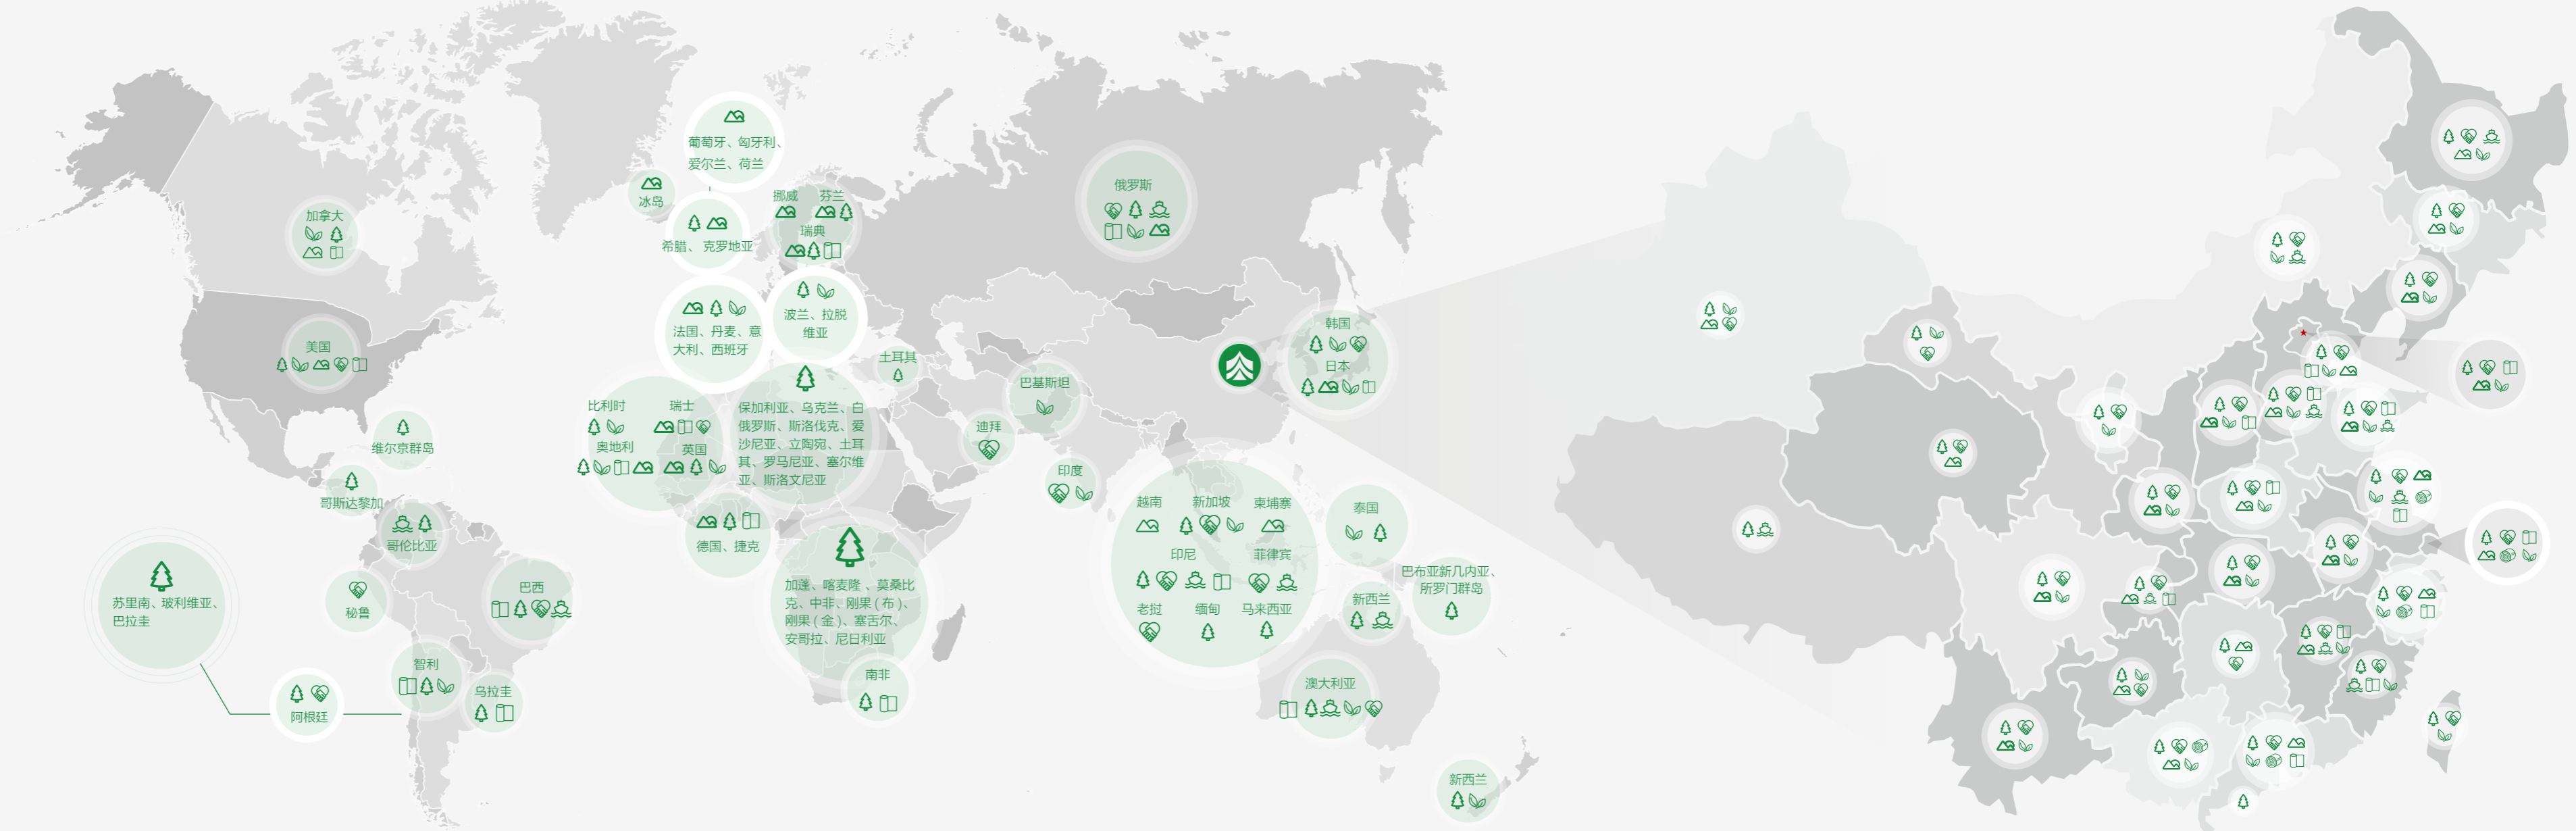 加拿大
美国
维尔京群岛
哥斯达黎加
哥伦比亚
苏里南、玻利维亚、
巴拉圭
秘鲁
巴西
智利
乌拉圭
阿根廷
葡萄牙、匈牙利、
爱尔兰、荷兰
冰岛
希腊、克罗地亚
挪威
芬兰
瑞典
法国、丹麦、意
大利、西班牙
波兰、拉脱
维亚
土耳其
比利时
瑞士
奥地利
英国
保加利亚、乌克兰、白
俄罗斯、斯洛伐克、爱
沙尼亚、立陶宛、土耳
其、罗马尼亚、塞尔维
亚、斯洛文尼亚
德国、捷克
加蓬、喀麦隆、莫桑比
克、中非、刚果(布)、
刚果(金)、塞舌尔、
安哥拉、尼日利亚
南非
俄罗斯
巴基斯坦
迪拜
印度
韩国
日本
越南
新加坡
柬埔寨
印尼
菲律宾
老挝
缅甸
马来西亚
泰国
巴布亚新几内亚、
所罗门群岛
新西兰
澳大利亚
新西兰